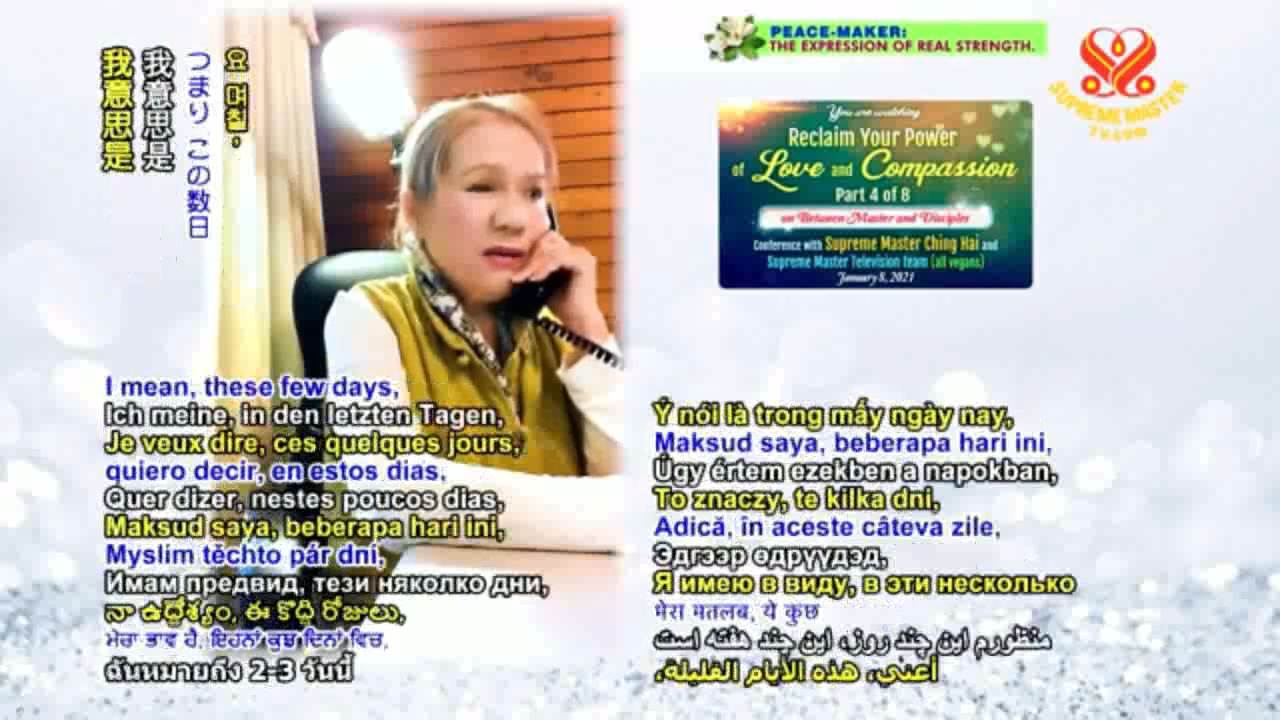 我意思是
我意思是
つまり この数日
요 며칠,
PEACE-MAKER:
THE EXPRESSION OF REAL STRENGTH.
SUPREME MASTER
TV.COM
You are watching
Reclaim Your Power
of Love and Compassion
Part 4 of 8
on Between Master and Disciples
Conference with Supreme Master Ching Hai and
Supreme Master Television team (all vegans)
January 8, 2021
I mean, these few days,
Ich meine, in den letzten Tagen,
Je veux dire, ces quelques jours,
quiero decir, en estos dias,
Quer dizer, nestes poucos dias,
Maksud saya, beberapa hari ini,
Myslím těchto pár dní,
Имам предвид, тези няколко дни,
నా ఉద్దేశ్యం, ఈ కొద్ది రోజులు,
ਮੇਰਾ ਭਾਵ ਹੈ, ਇਹਨਾਂ ਕੁਛ ਦਿਨਾਂ ਵਿਚ,
ฉันหมายถึง 2-3 วันนี้
Ý nói là trong mấy ngày nay,
Maksud saya, beberapa hari ini,
Úgy értem ezekben a napokban,
To znaczy, te kilka dni,
Adică, în aceste câteva zile,
Эдгээр өдрүүдэд,
Я имею в виду, в эти несколько
मेरा मतलब, ये कुछ
منظورم این چند روز، این چند هفته است
أعني، هذه الأيام القليلة،